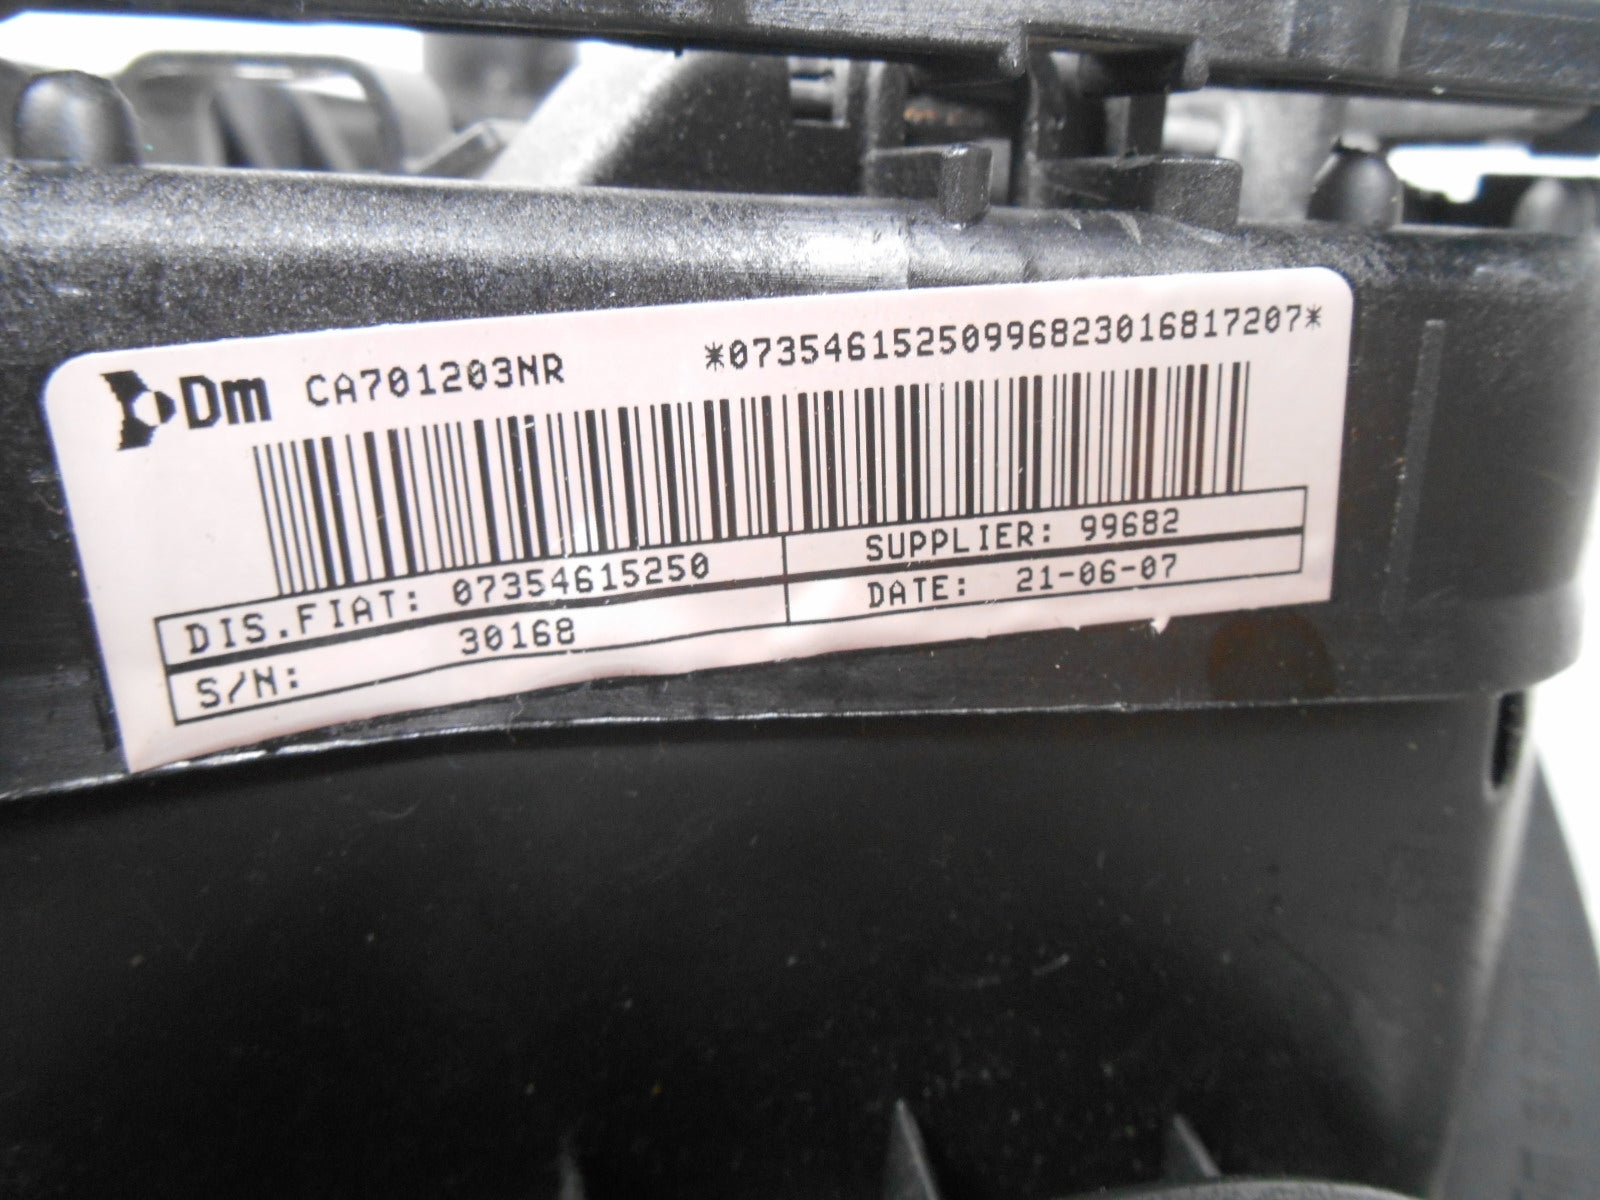 Dm CA701203NR *07354615250996823016817207*
DIS.FIAT: 07354615250 SUPPLIER: 99682
S/N: 30168 DATE: 21-06-07